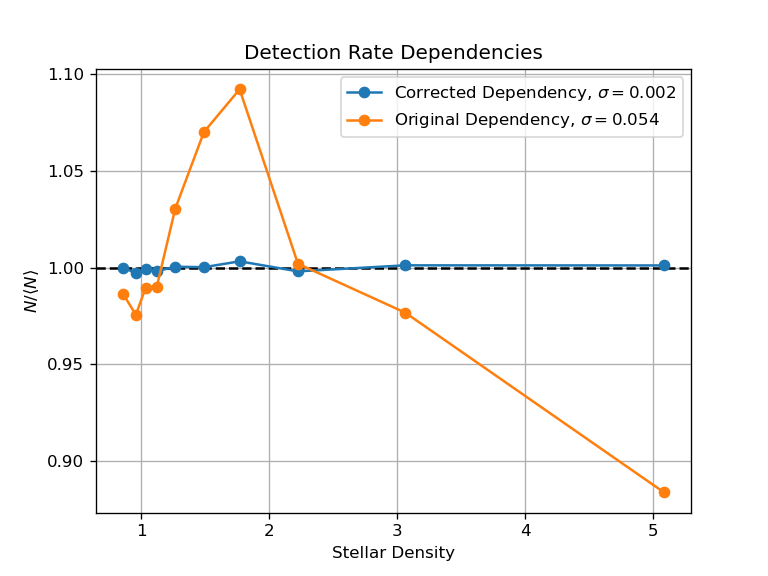 Detection Rate Dependencies
Corrected Dependency, σ = 0.002
Original Dependency, σ = 0.054
1.10
1.05
1.00
0.95
0.90
N/⟨N⟩
1 2 3 4 5
Stellar Density